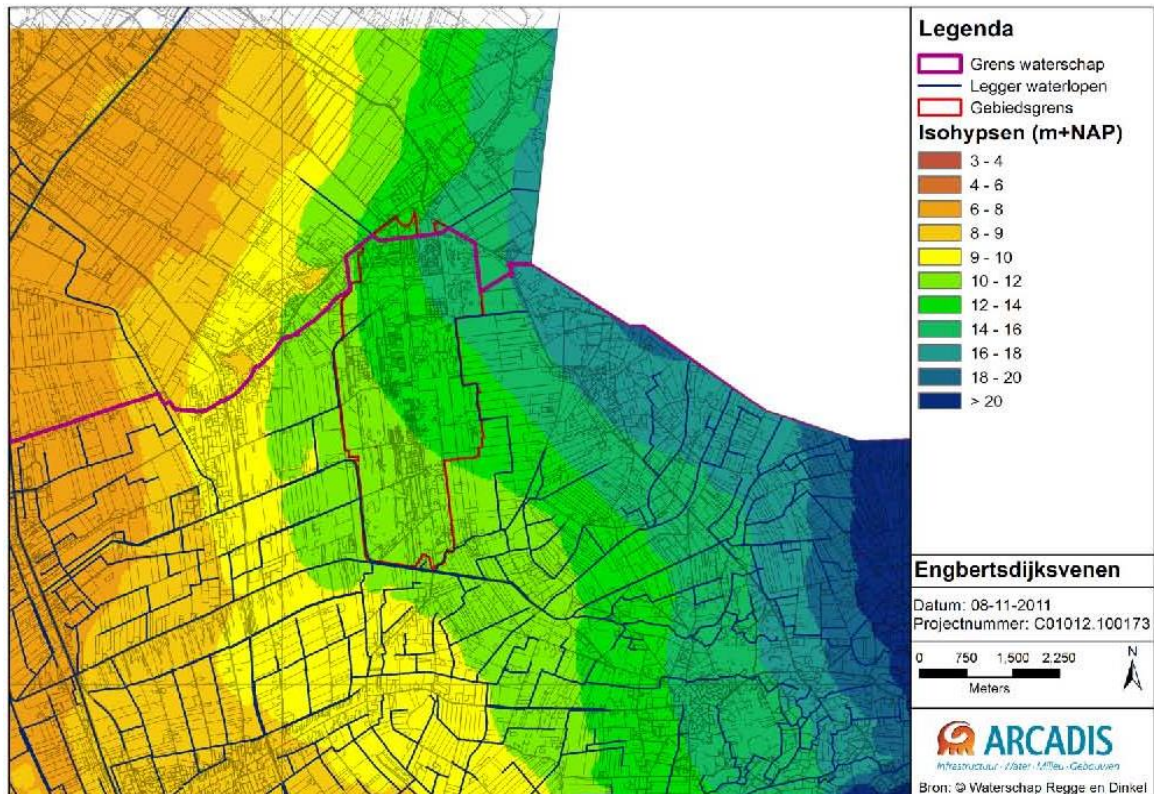 Legenda
Grens waterschap
Legger waterlopen
Gebiedsgrens
Isohypsen (m+NAP)
3 - 4
4 - 6
6 - 8
8 - 9
9 - 10
10 - 12
12 - 14
14 - 16
16 - 18
18 - 20
> 20
Engbertsdijksvenen
Datum: 08-11-2011
Projectnummer: C01012.100173
0 750 1,500 2,250
Meters
N
ARCADIS
Infrastructuur · Water · Milieu · Gebouwen
Bron: © Waterschap Regge en Dinkel